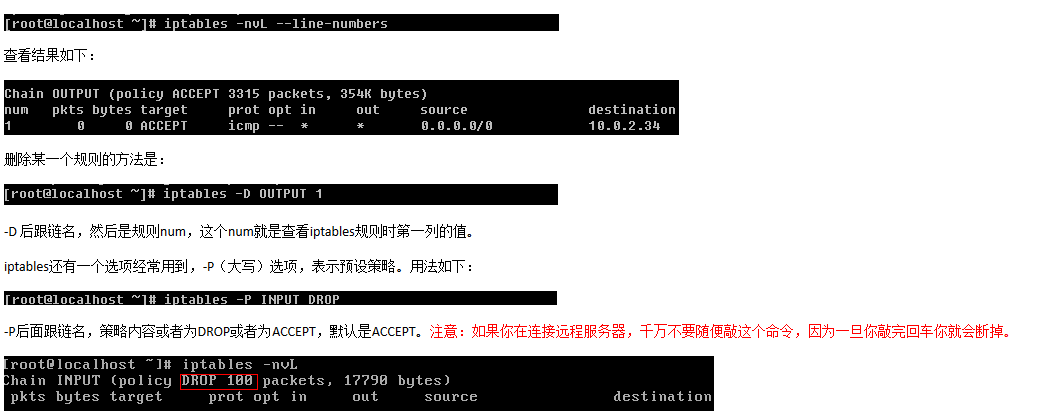 [root@localhost ~]# iptables -nvL --line-numbers
查看结果如下：
Chain OUTPUT (policy ACCEPT 3315 packets, 354K bytes)
num pkts bytes target prot opt in out source destination
1 0 0 ACCEPT icmp -- * * 0.0.0.0/0 10.0.2.34
删除某一个规则的方法是：
[root@localhost ~]# iptables -D OUTPUT 1
-D 后跟链名，然后是规则num，这个num就是查看iptables规则时第一列的值。
iptables还有一个选项经常用到，-P（大写）选项，表示预设策略。用法如下：
[root@localhost ~]# iptables -P INPUT DROP
-P后面跟链名，策略内容或者为DROP或者为ACCEPT，默认是ACCEPT。注意：如果你在连接远程服务器，千万不要随便敲这个命令，因为一旦你敲完回车你就会断掉。
[root@localhost ~]# iptables -nvL
Chain INPUT (policy DROP 100 packets, 17790 bytes)
pkts bytes target prot opt in out source destination